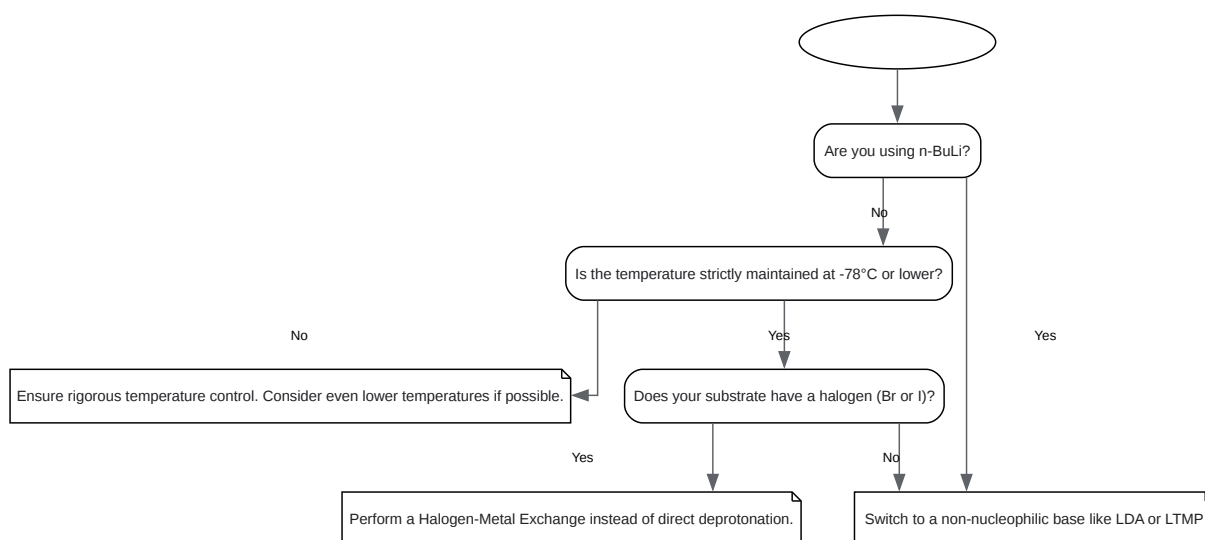 Are you using n-BuLi?
No
Is the temperature strictly maintained at -78°C or lower?
No
Yes
Yes
Ensure rigorous temperature control. Consider even lower temperatures if possible.
Does your substrate have a halogen (Br or I)?
Yes
No
Perform a Halogen-Metal Exchange instead of direct deprotonation.
Switch to a non-nucleophilic base like LDA or LTMP